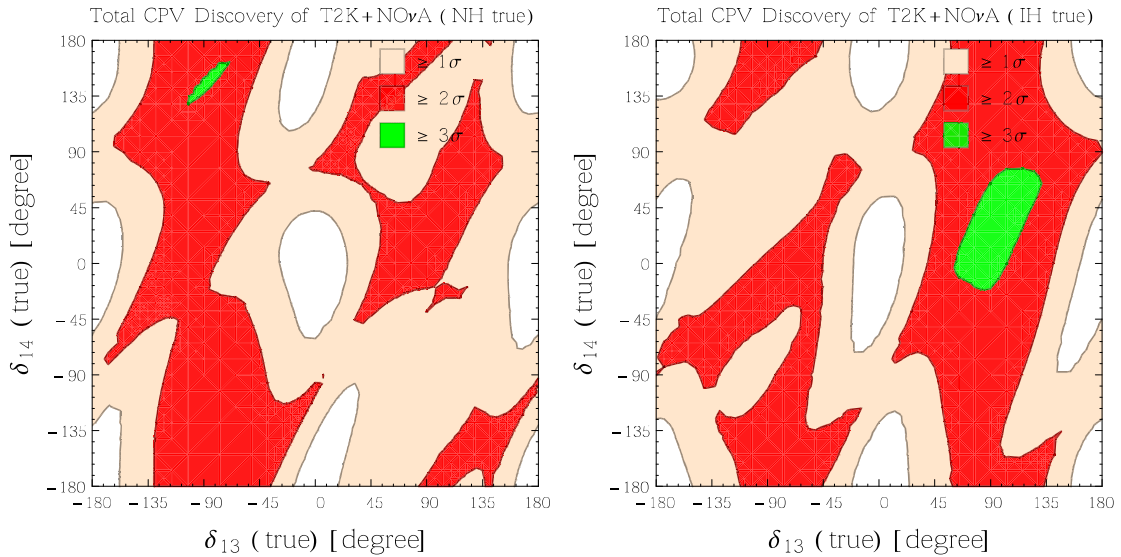 Total CPV Discovery of T2K+NOνA ( NH true)
≥ 1σ
≥ 2σ
≥ 3σ
180
135
90
45
0
−45
−90
−135
−180
δ14 ( true) [degree]
−180 −135 −90 −45 0 45 90 135 180
δ13 ( true) [degree]
Total CPV Discovery of T2K+NOνA ( IH true)
≥ 1σ
≥ 2σ
≥ 3σ
180
135
90
45
0
−45
−90
−135
−180
δ14 ( true) [degree]
−180 −135 −90 −45 0 45 90 135 180
δ13 ( true) [degree]